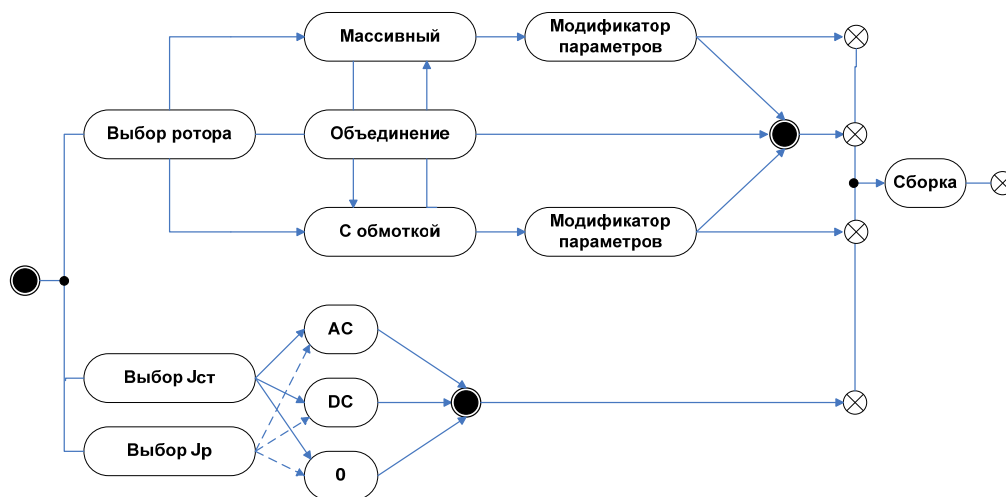 Массивный
Модификатор
параметров
Выбор ротора
Объединение
Сборка
С обмоткой
Модификатор
параметров
AC
Выбор Jст
DC
Выбор Jр
0